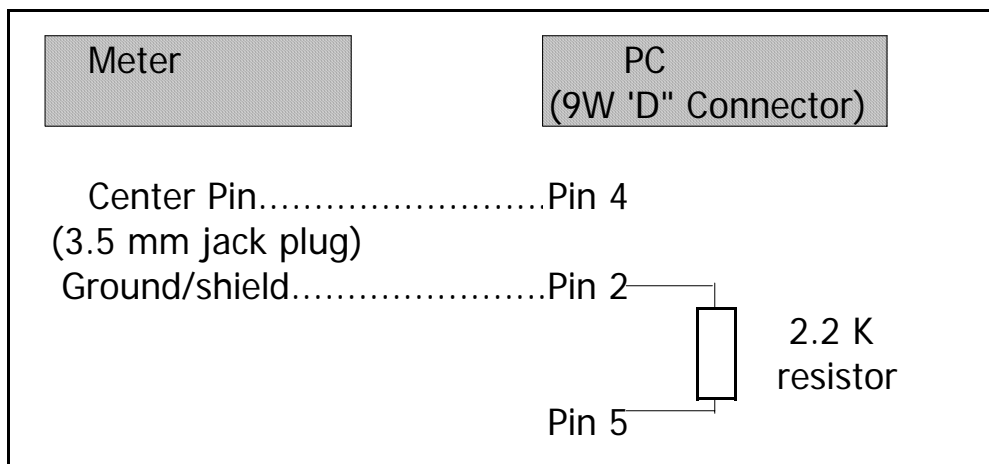 Meter
PC
(9W 'D" Connector)
Center Pin..........................Pin 4
(3.5 mm jack plug)
Ground/shield.......................Pin 2
2.2 K
resistor
Pin 5